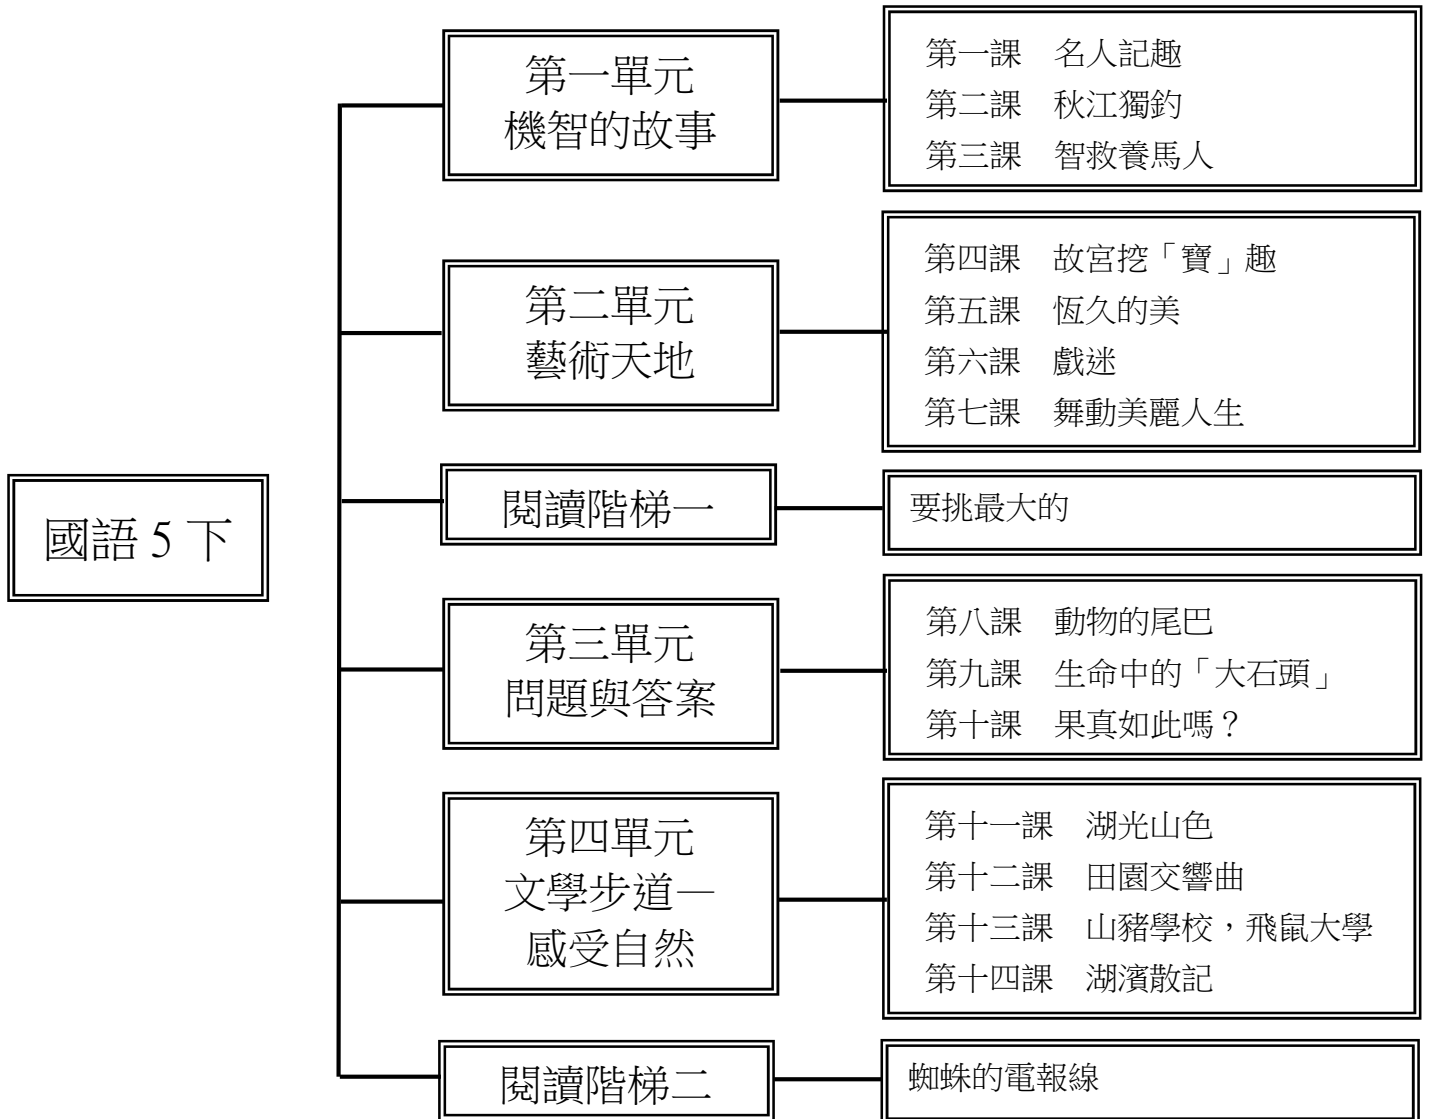 國語 5 下
第一單元
機智的故事
第一課　名人記趣
第二課　秋江獨釣
第三課　智救養馬人
第二單元
藝術天地
第四課　故宮挖「寶」趣
第五課　恆久的美
第六課　戲迷
第七課　舞動美麗人生
閱讀階梯一
要挑最大的
第三單元
問題與答案
第八課　動物的尾巴
第九課　生命中的「大石頭」
第十課　果真如此嗎？
第四單元
文學步道—
感受自然
第十一課　湖光山色
第十二課　田園交響曲
第十三課　山豬學校，飛鼠大學
第十四課　湖濱散記
閱讀階梯二
蜘蛛的電報線